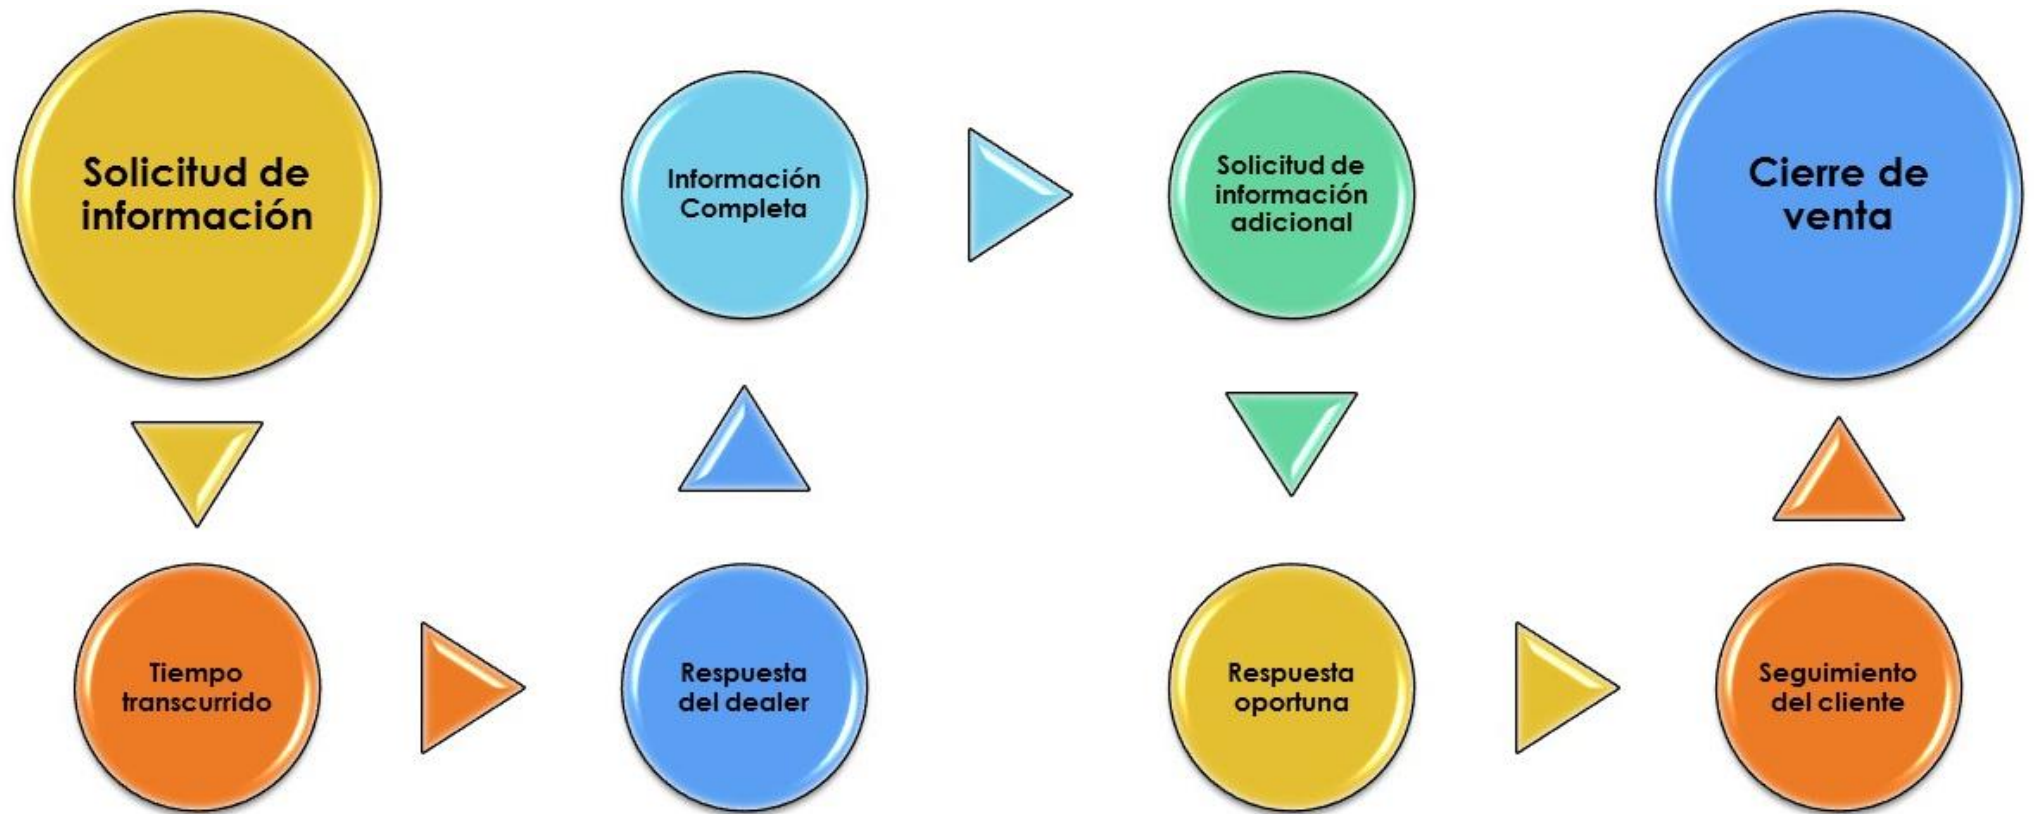 Solicitud de
información
Tiempo
transcurrido
Respuesta
del dealer
Información
Completa
Solicitud de
información
adicional
Respuesta
oportuna
Seguimiento
del cliente
Cierre de
venta